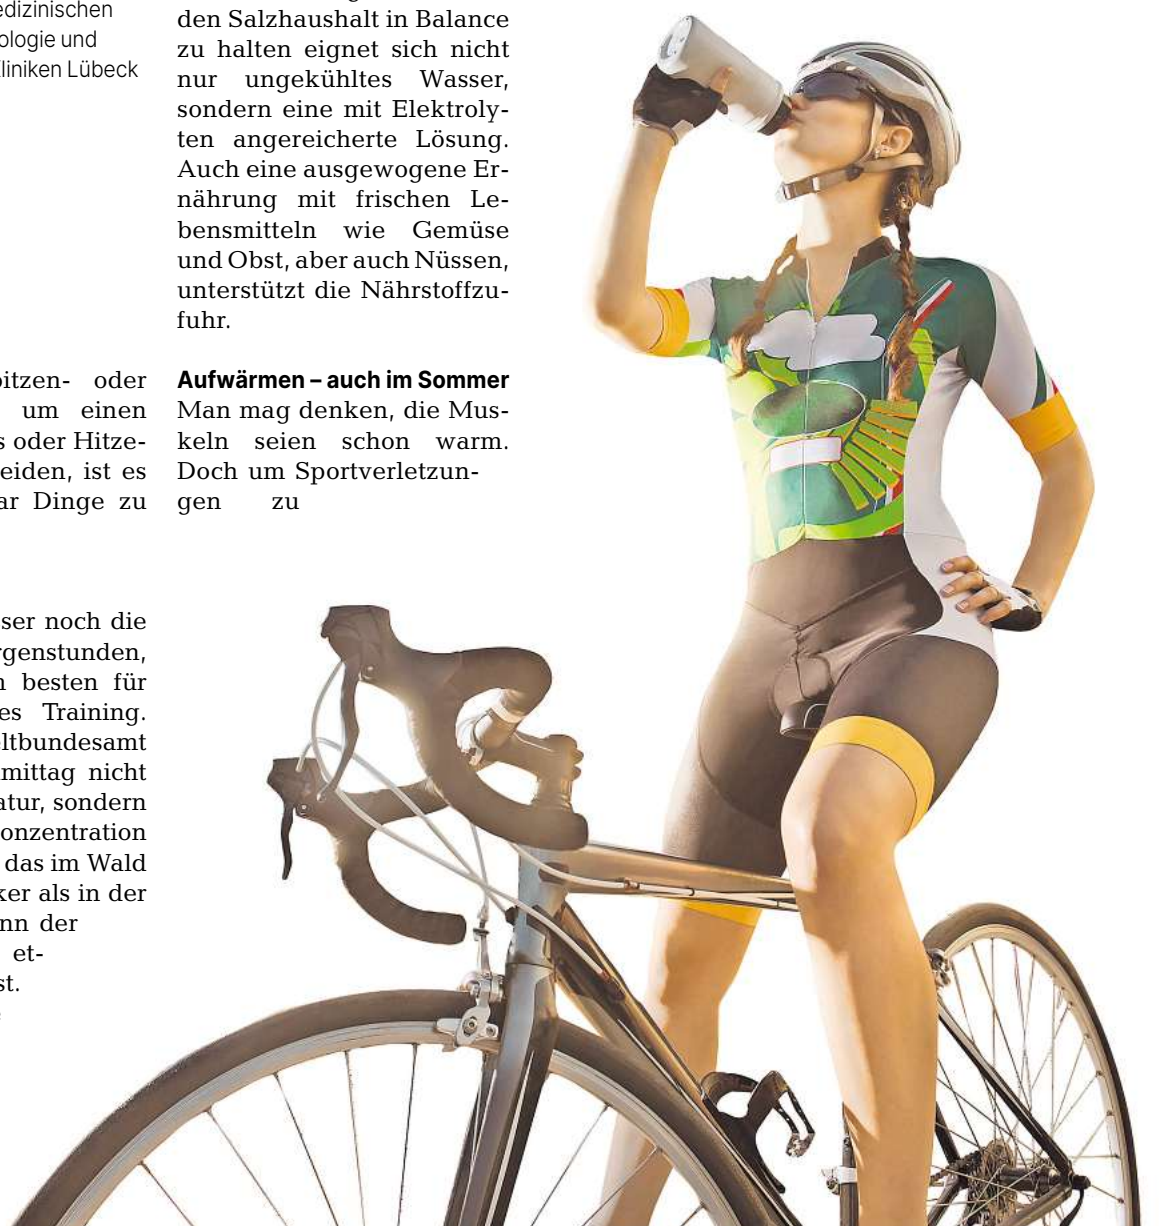 edizinischen
ologie und
liniken Lübeck
pitzen- oder
um einen
s oder Hitze-
eiden, ist es
ar Dinge zu
ser noch die
rgenstunden,
n besten für
es Training.
eltbundesamt
mittag nicht
atur, sondern
onzentration
das im Wald
ker als in der
nn der
et-
st.
den Salzhaushalt in Balance
zu halten eignet sich nicht
nur ungekühltes Wasser,
sondern eine mit Elektroly-
ten angereicherte Lösung.
Auch eine ausgewogene Er-
nährung mit frischen Le-
bensmitteln wie Gemüse
und Obst, aber auch Nüssen,
unterstützt die Nährstoffzu-
fuhr.
Aufwärmen – auch im Sommer
Man mag denken, die Mus-
keln seien schon warm.
Doch um Sportverletzun-
gen zu